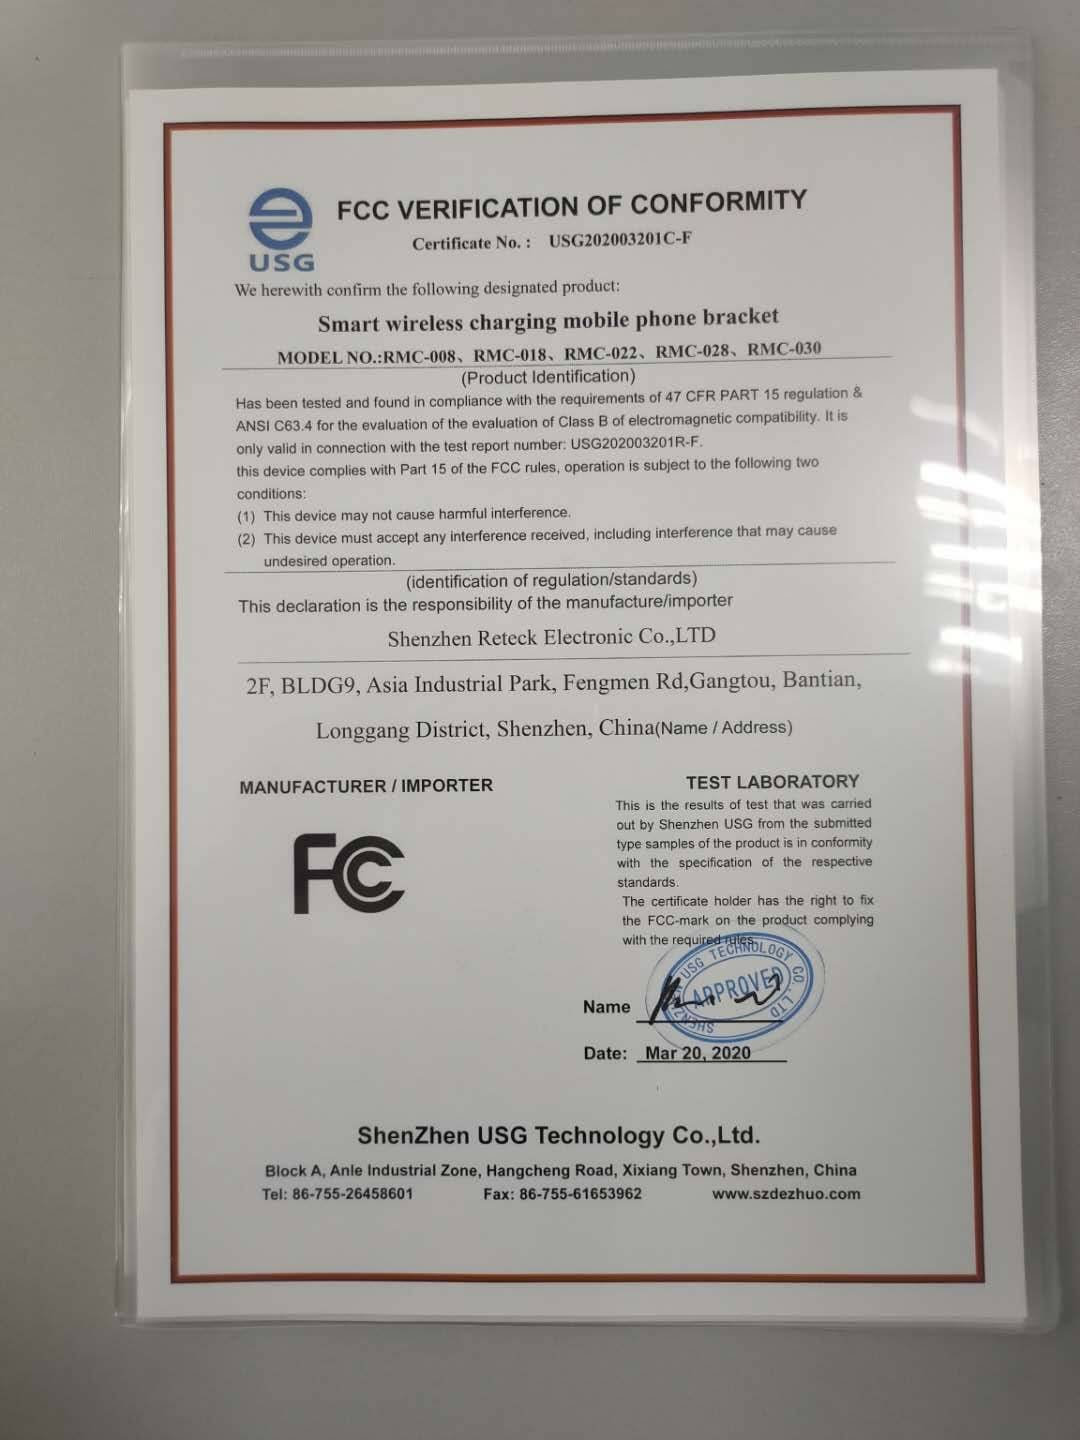 FCC VERIFICATION OF CONFORMITY
Certificate No. : USG202003201C-F
USG
We herewith confirm the following designated product:
Smart wireless charging mobile phone bracket
MODEL NO.:RMC-008、RMC-018、RMC-022、RMC-028、RMC-030
(Product Identification)
Has been tested and found in compliance with the requirements of 47 CFR PART 15 regulation &
ANSI C63.4 for the evaluation of the evaluation of Class B of electromagnetic compatibility. It is
only valid in connection with the test report number: USG202003201R-F.
this device complies with Part 15 of the FCC rules, operation is subject to the following two
conditions:
(1) This device may not cause harmful interference.
(2) This device must accept any interference received, including interference that may cause
undesired operation.
(identification of regulation/standards)
This declaration is the responsibility of the manufacture/importer
Shenzhen Reteck Electronic Co.,LTD
2F, BLDG9, Asia Industrial Park, Fengmen Rd,Gangtou, Bantian,
Longgang District, Shenzhen, China(Name / Address)
MANUFACTURER / IMPORTER
FC
TEST LABORATORY
This is the results of test that was carried
out by Shenzhen USG from the submitted
type samples of the product is in conformity
with the specification of the respective
standards.
The certificate holder has the right to fix
the FCC-mark on the product complying
with the required rules.
SHENZHEN USG TECHNOLOGY CO., LTD
APPROVED
Name
Date: Mar 20, 2020
ShenZhen USG Technology Co.,Ltd.
Block A, Anle Industrial Zone, Hangcheng Road, Xixiang Town, Shenzhen, China
Tel: 86-755-26458601 Fax: 86-755-61653962 www.szdezhuo.com